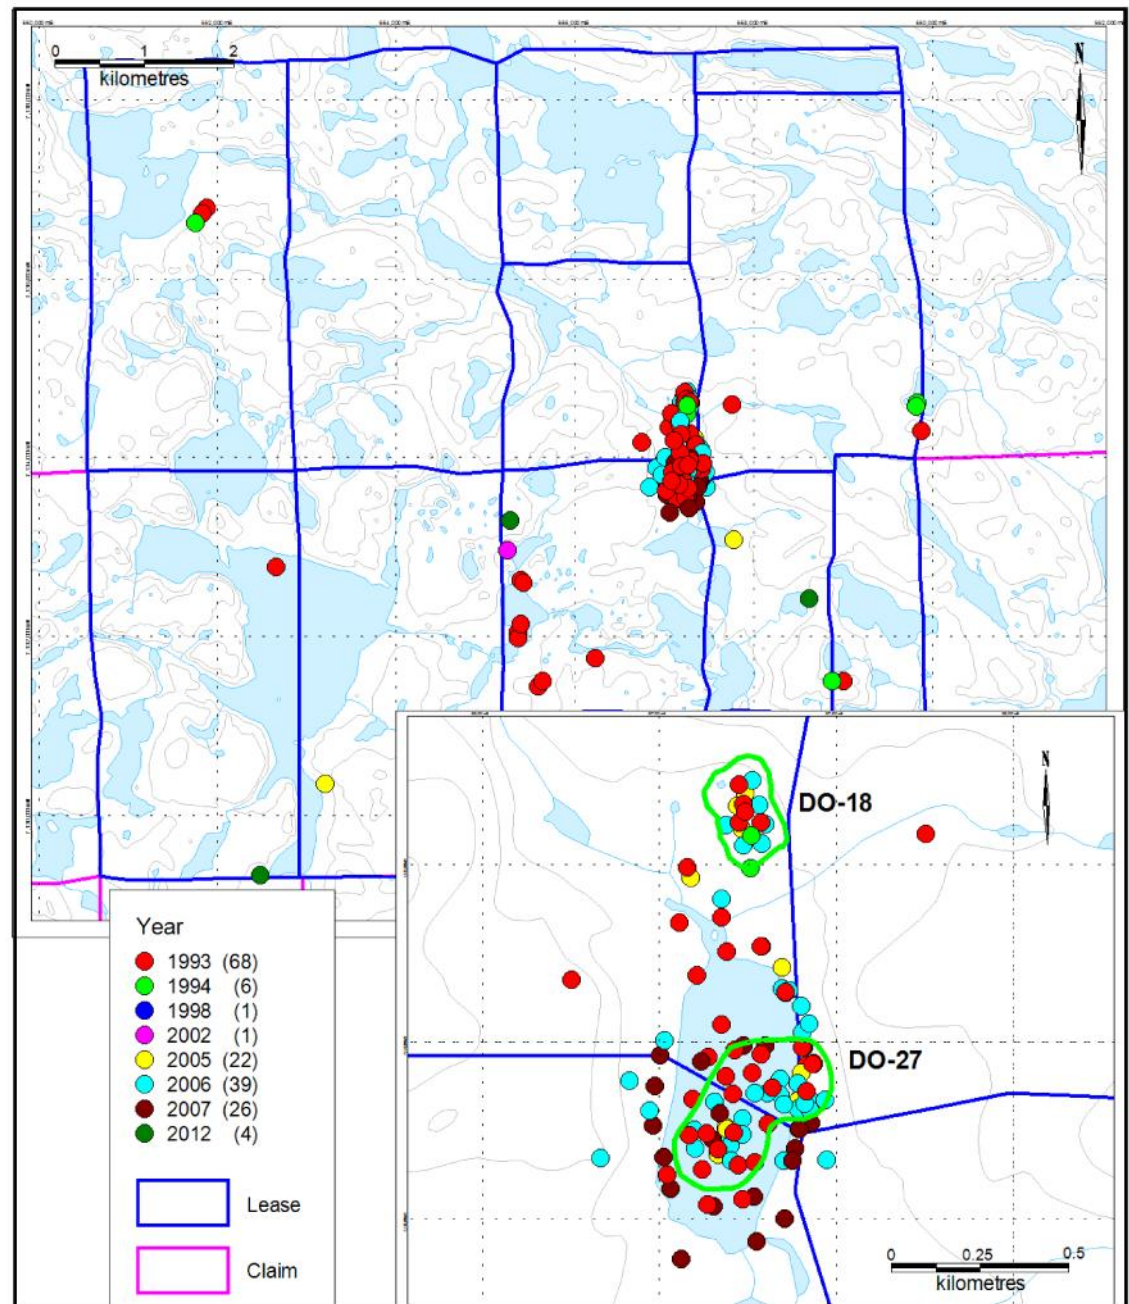 0 1 2
kilometres
N
N
DO-18
DO-27
Year
1993 (68)
1994 (6)
1998 (1)
2002 (1)
2005 (22)
2006 (39)
2007 (26)
2012 (4)
Lease
Claim
0 0.25 0.5
kilometres